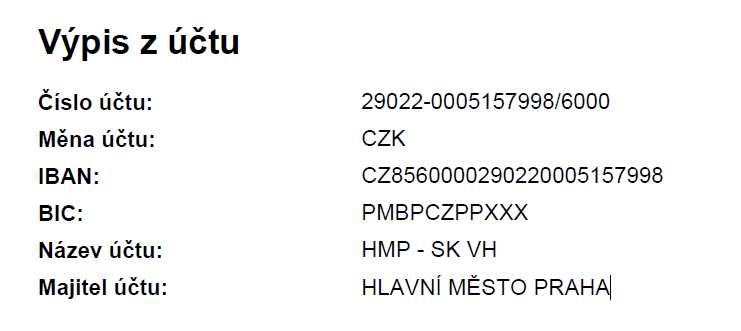 Výpis z účtu
Číslo účtu: 29022-0005157998/6000
Měna účtu: CZK
IBAN: CZ8560000290220005157998
BIC: PMBPCZPPXXX
Název účtu: HMP - SK VH
Majitel účtu: HLAVNÍ MĚSTO PRAHA